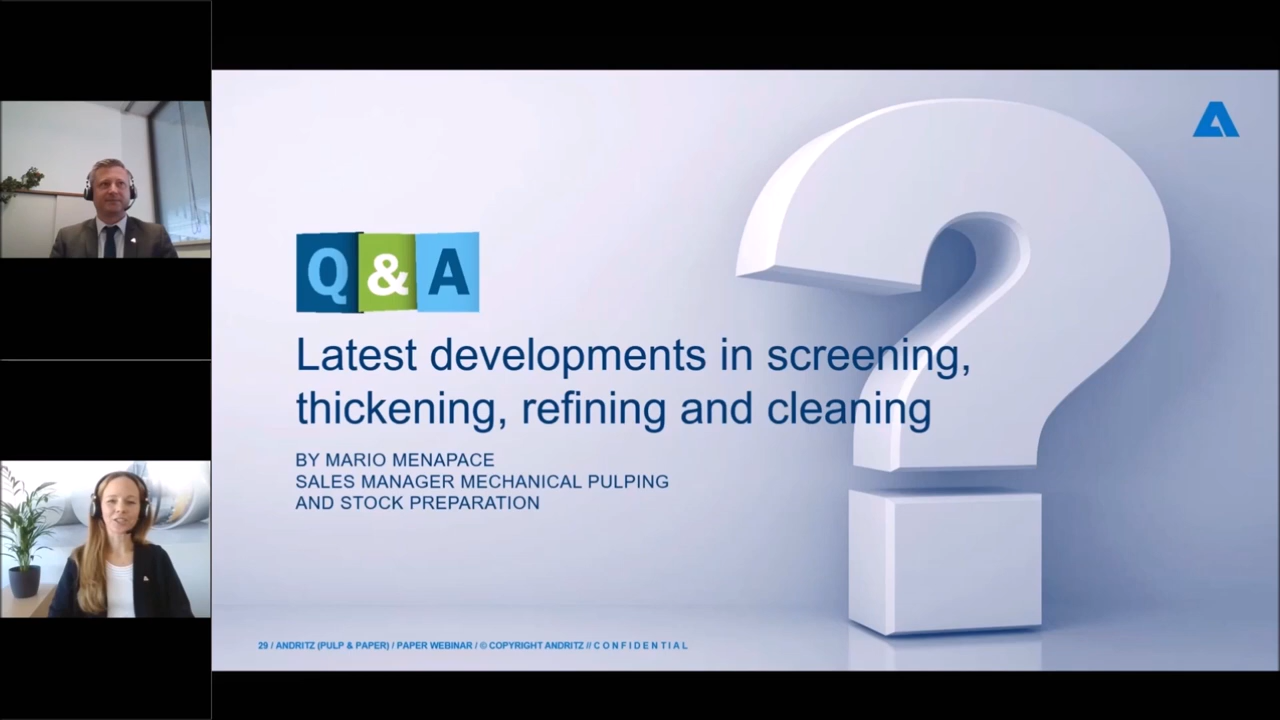 Q & A
Latest developments in screening,
thickening, refining and cleaning
BY MARIO MENAPACE
SALES MANAGER MECHANICAL PULPING
AND STOCK PREPARATION
29 / ANDRITZ (PULP & PAPER) / PAPER WEBINAR / © COPYRIGHT ANDRITZ // C O N F I D E N T I A L